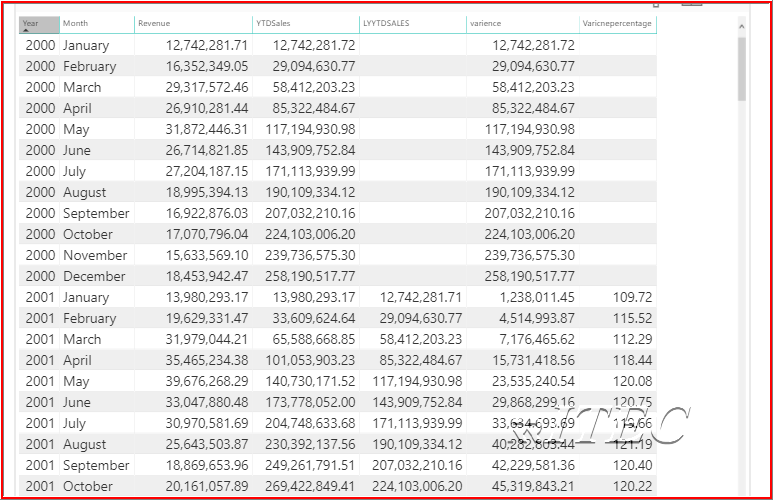 Year Month Revenue YTDSales LYYTDSALES varience Varicnepercentage
2000 January 12,742,281.71 12,742,281.72 12,742,281.72
2000 February 16,352,349.05 29,094,630.77 29,094,630.77
2000 March 29,317,572.46 58,412,203.23 58,412,203.23
2000 April 26,910,281.44 85,322,484.67 85,322,484.67
2000 May 31,872,446.31 117,194,930.98 117,194,930.98
2000 June 26,714,821.85 143,909,752.84 143,909,752.84
2000 July 27,204,187.15 171,113,939.99 171,113,939.99
2000 August 18,995,394.13 190,109,334.12 190,109,334.12
2000 September 16,922,876.03 207,032,210.16 207,032,210.16
2000 October 17,070,796.04 224,103,006.20 224,103,006.20
2000 November 15,633,569.10 239,736,575.30 239,736,575.30
2000 December 18,453,942.47 258,190,517.77 258,190,517.77
2001 January 13,980,293.17 13,980,293.17 12,742,281.71 1,238,011.45 109.72
2001 February 19,629,331.47 33,609,624.64 29,094,630.77 4,514,993.87 115.52
2001 March 31,979,044.21 65,588,668.85 58,412,203.23 7,176,465.62 112.29
2001 April 35,465,234.38 101,053,903.23 85,322,484.67 15,731,418.56 118.44
2001 May 39,676,268.29 140,730,171.52 117,194,930.98 23,535,240.54 120.08
2001 June 33,047,880.48 173,778,052.00 143,909,752.84 29,868,299.16 120.75
2001 July 30,970,581.69 204,748,633.68 171,113,939.99 33,634,693.69
2001 August 25,643,503.87 230,392,137.56 190,109,334.12 40,282,803.44 121.19
2001 September 18,869,653.96 249,261,791.51 207,032,210.16 42,229,581.36 120.40
2001 October 20,161,057.89 269,422,849.41 224,103,006.20 45,319,843.21 120.22
ITEC